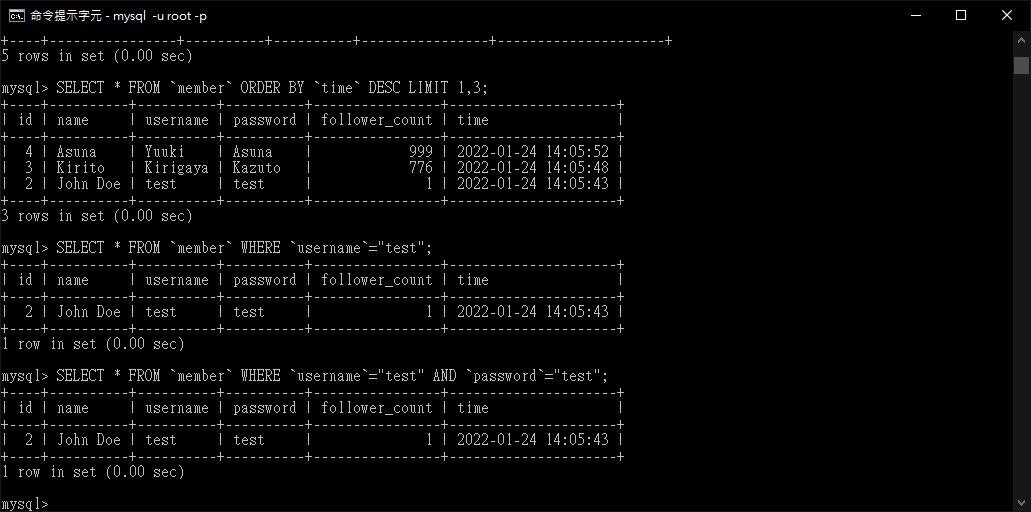 命令提示字元 - mysql -u root -p
+----+---------------+----------+----------+---------------+---------------------+
5 rows in set (0.00 sec)
mysql> SELECT * FROM `member` ORDER BY `time` DESC LIMIT 1,3;
+----+----------+----------+----------+----------------+---------------------+
| id | name     | username | password | follower_count | time                |
+----+----------+----------+----------+----------------+---------------------+
|  4 | Asuna    | Yuuki    | Asuna    |            999 | 2022-01-24 14:05:52 |
|  3 | Kirito   | Kirigaya | Kazuto   |            776 | 2022-01-24 14:05:48 |
|  2 | John Doe | test     | test     |              1 | 2022-01-24 14:05:43 |
+----+----------+----------+----------+----------------+---------------------+
3 rows in set (0.00 sec)
mysql> SELECT * FROM `member` WHERE `username`="test";
+----+----------+----------+----------+----------------+---------------------+
| id | name     | username | password | follower_count | time                |
+----+----------+----------+----------+----------------+---------------------+
|  2 | John Doe | test     | test     |              1 | 2022-01-24 14:05:43 |
+----+----------+----------+----------+----------------+---------------------+
1 row in set (0.00 sec)
mysql> SELECT * FROM `member` WHERE `username`="test" AND `password`="test";
+----+----------+----------+----------+----------------+---------------------+
| id | name     | username | password | follower_count | time                |
+----+----------+----------+----------+----------------+---------------------+
|  2 | John Doe | test     | test     |              1 | 2022-01-24 14:05:43 |
+----+----------+----------+----------+----------------+---------------------+
1 row in set (0.00 sec)
mysql>